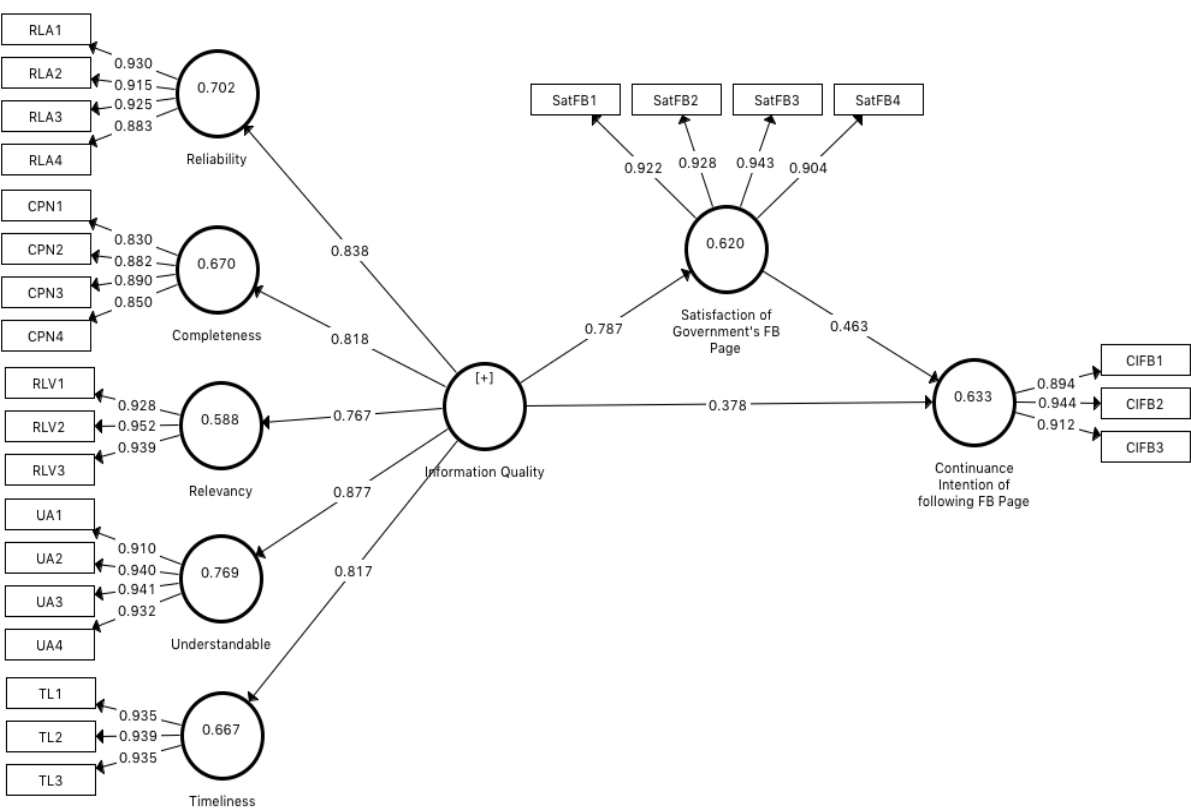 RLA1
RLA2
RLA3
RLA4
0.930
0.915
0.925
0.883
0.702
Reliability
CPN1
CPN2
CPN3
CPN4
0.830
0.882
0.890
0.850
0.670
Completeness
RLV1
RLV2
RLV3
0.928
0.952
0.939
0.588
Relevancy
UA1
UA2
UA3
UA4
0.910
0.940
0.941
0.932
0.769
Understandable
TL1
TL2
TL3
0.935
0.939
0.935
0.667
Timeliness
0.838
0.818
0.767
0.877
0.817
[+]
Information Quality
0.787
0.378
SatFB1
SatFB2
SatFB3
SatFB4
0.922
0.928
0.943
0.904
0.620
Satisfaction of
Government's FB
Page
0.463
0.633
Continuance
Intention of
following FB Page
0.894
0.944
0.912
CIFB1
CIFB2
CIFB3